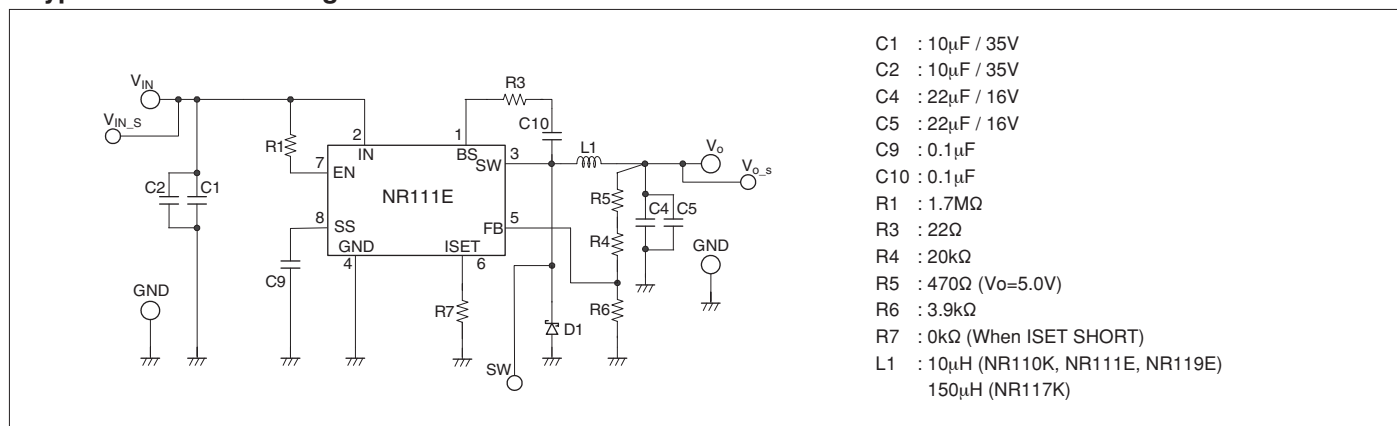 V_IN
V_IN_S
R3
C10
R1
2
IN
1
BS
SW
3
L1
Vo
Vo_s
7
EN
NR111E
C2
C1
R5
C4
C5
8
SS
FB
5
R4
GND
GND
4
ISET
6
C9
GND
R7
R6
D1
SW
C1 : 10μF / 35V
C2 : 10μF / 35V
C4 : 22μF / 16V
C5 : 22μF / 16V
C9 : 0.1μF
C10 : 0.1μF
R1 : 1.7MΩ
R3 : 22Ω
R4 : 20kΩ
R5 : 470Ω (Vo=5.0V)
R6 : 3.9kΩ
R7 : 0kΩ (When ISET SHORT)
L1 : 10μH (NR110K, NR111E, NR119E)
150μH (NR117K)